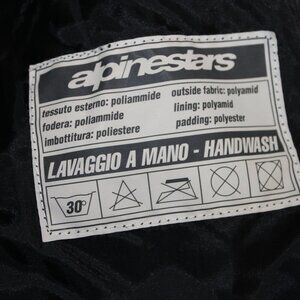 alpinestars
tessuto esterno: poliammide
fodera: poliammide
imbottitura: poliestere
outside fabric: polyamid
lining: polyamid
padding: polyester
LAVAGGIO A MANO - HANDWASH
30°